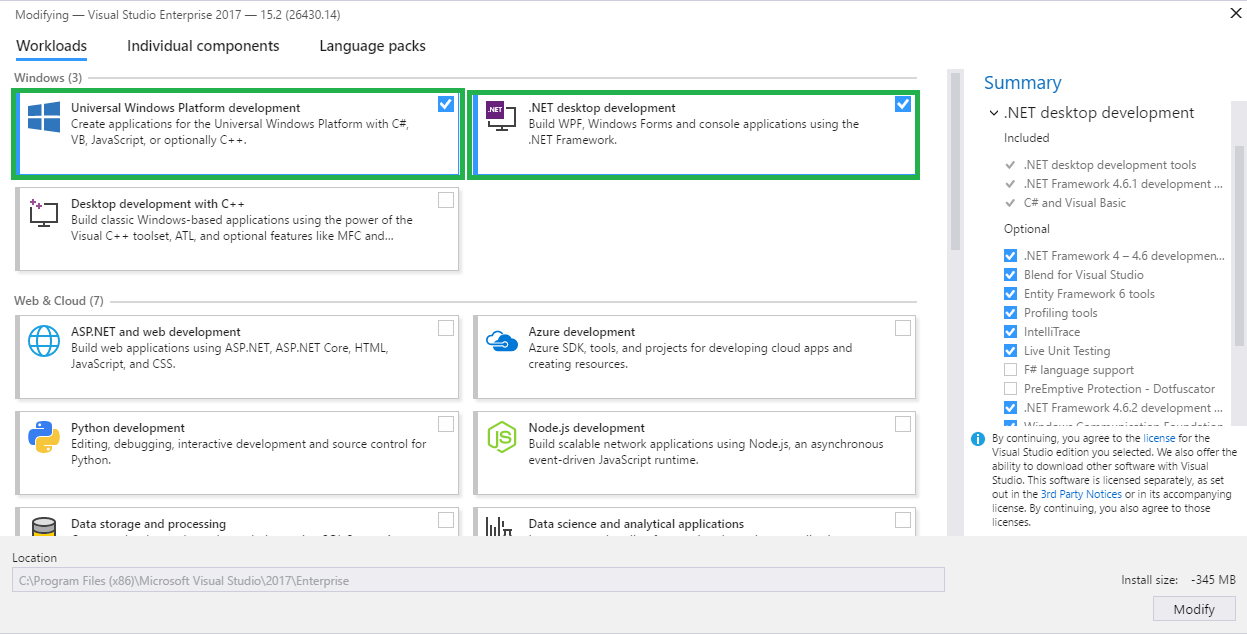 Modifying — Visual Studio Enterprise 2017 — 15.2 (26430.14)
Workloads
Individual components
Language packs
Windows (3)
Universal Windows Platform development
Create applications for the Universal Windows Platform with C#,
VB, JavaScript, or optionally C++.
.NET
.NET desktop development
Build WPF, Windows Forms and console applications using the
.NET Framework.
Desktop development with C++
Build classic Windows-based applications using the power of the
Visual C++ toolset, ATL, and optional features like MFC and...
Web & Cloud (7)
ASP.NET and web development
Build web applications using ASP.NET, ASP.NET Core, HTML,
JavaScript, and CSS.
Azure development
Azure SDK, tools, and projects for developing cloud apps and
creating resources.
Python development
Editing, debugging, interactive development and source control for
Python.
Node.js development
Build scalable network applications using Node.js, an asynchronous
event-driven JavaScript runtime.
Data storage and processing
Data science and analytical applications
Summary
.NET desktop development
Included
.NET desktop development tools
.NET Framework 4.6.1 development ...
C# and Visual Basic
Optional
.NET Framework 4 – 4.6 developmen...
Blend for Visual Studio
Entity Framework 6 tools
Profiling tools
IntelliTrace
Live Unit Testing
F# language support
PreEmptive Protection - Dotfuscator
.NET Framework 4.6.2 development ...
Windows Communication Foundation
By continuing, you agree to the license for the
Visual Studio edition you selected. We also offer the
ability to download other software with Visual
Studio. This software is licensed separately, as set
out in the 3rd Party Notices or in its accompanying
license. By continuing, you also agree to those
licenses.
Location
C:\Program Files (x86)\Microsoft Visual Studio\2017\Enterprise
Install size: -345 MB
Modify